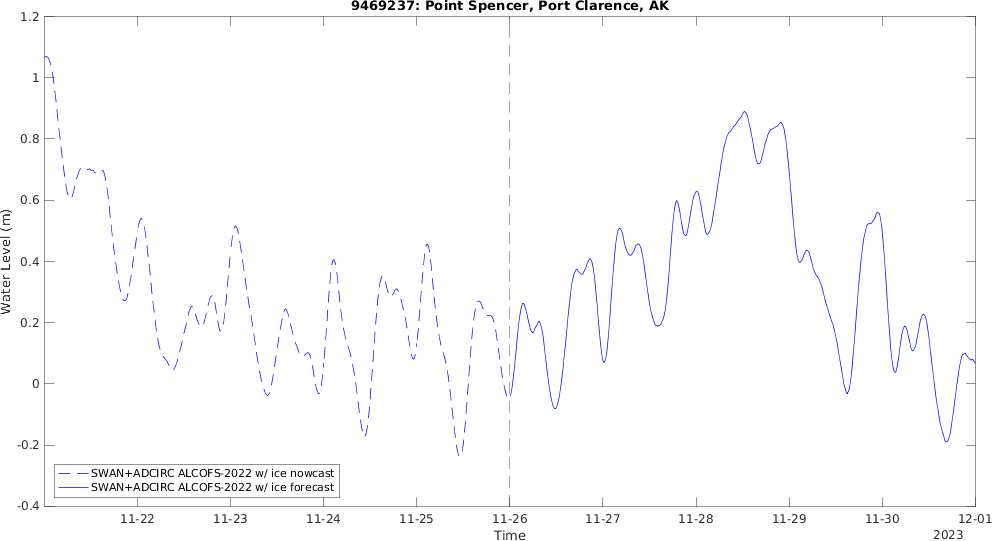 9469237: Point Spencer, Port Clarence, AK
1.2
1
0.8
0.6
0.4
0.2
0
-0.2
-0.4
Water Level (m)
SWAN+ADCIRC ALCOFS-2022 w/ ice nowcast
SWAN+ADCIRC ALCOFS-2022 w/ ice forecast
11-22 11-23 11-24 11-25 11-26 11-27 11-28 11-29 11-30 12-01
Time
2023